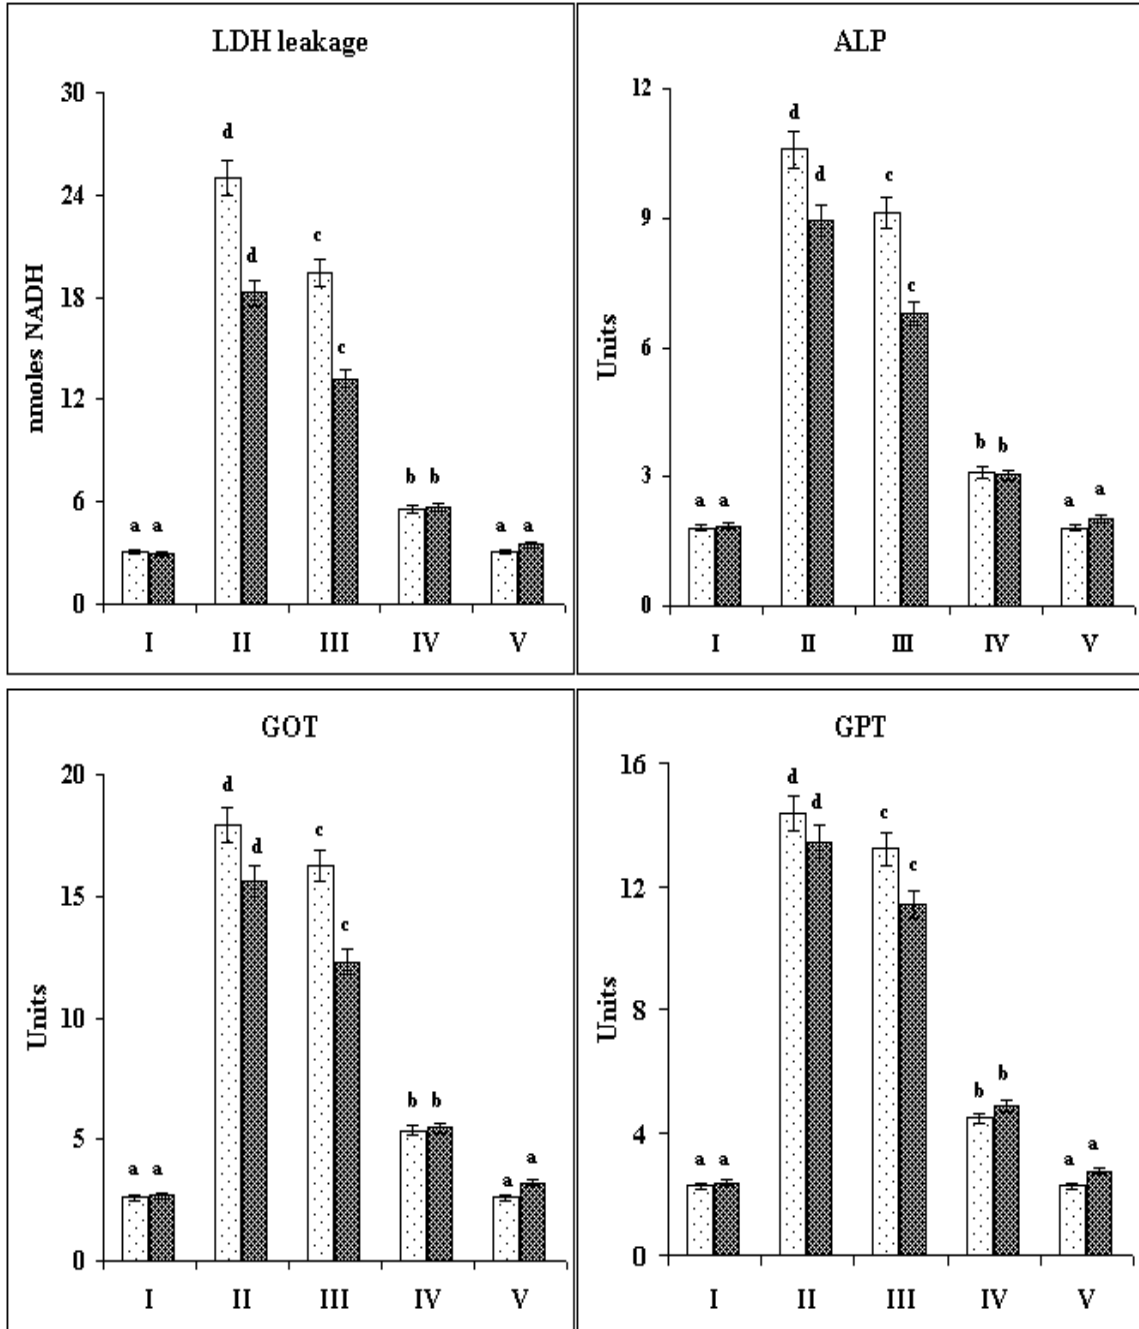 LDH leakage
30
24
18
12
6
0
nmoles NADH
d
d
c
c
b b
a a
a a
I II III IV V
ALP
12
9
6
3
0
Units
d
d
c
c
b b
a a
a a
I II III IV V
GOT
20
15
10
5
0
Units
d
d
c
c
b b
a a
a a
I II III IV V
GPT
16
12
8
4
0
Units
d
d
c
c
b b
a a
a a
I II III IV V